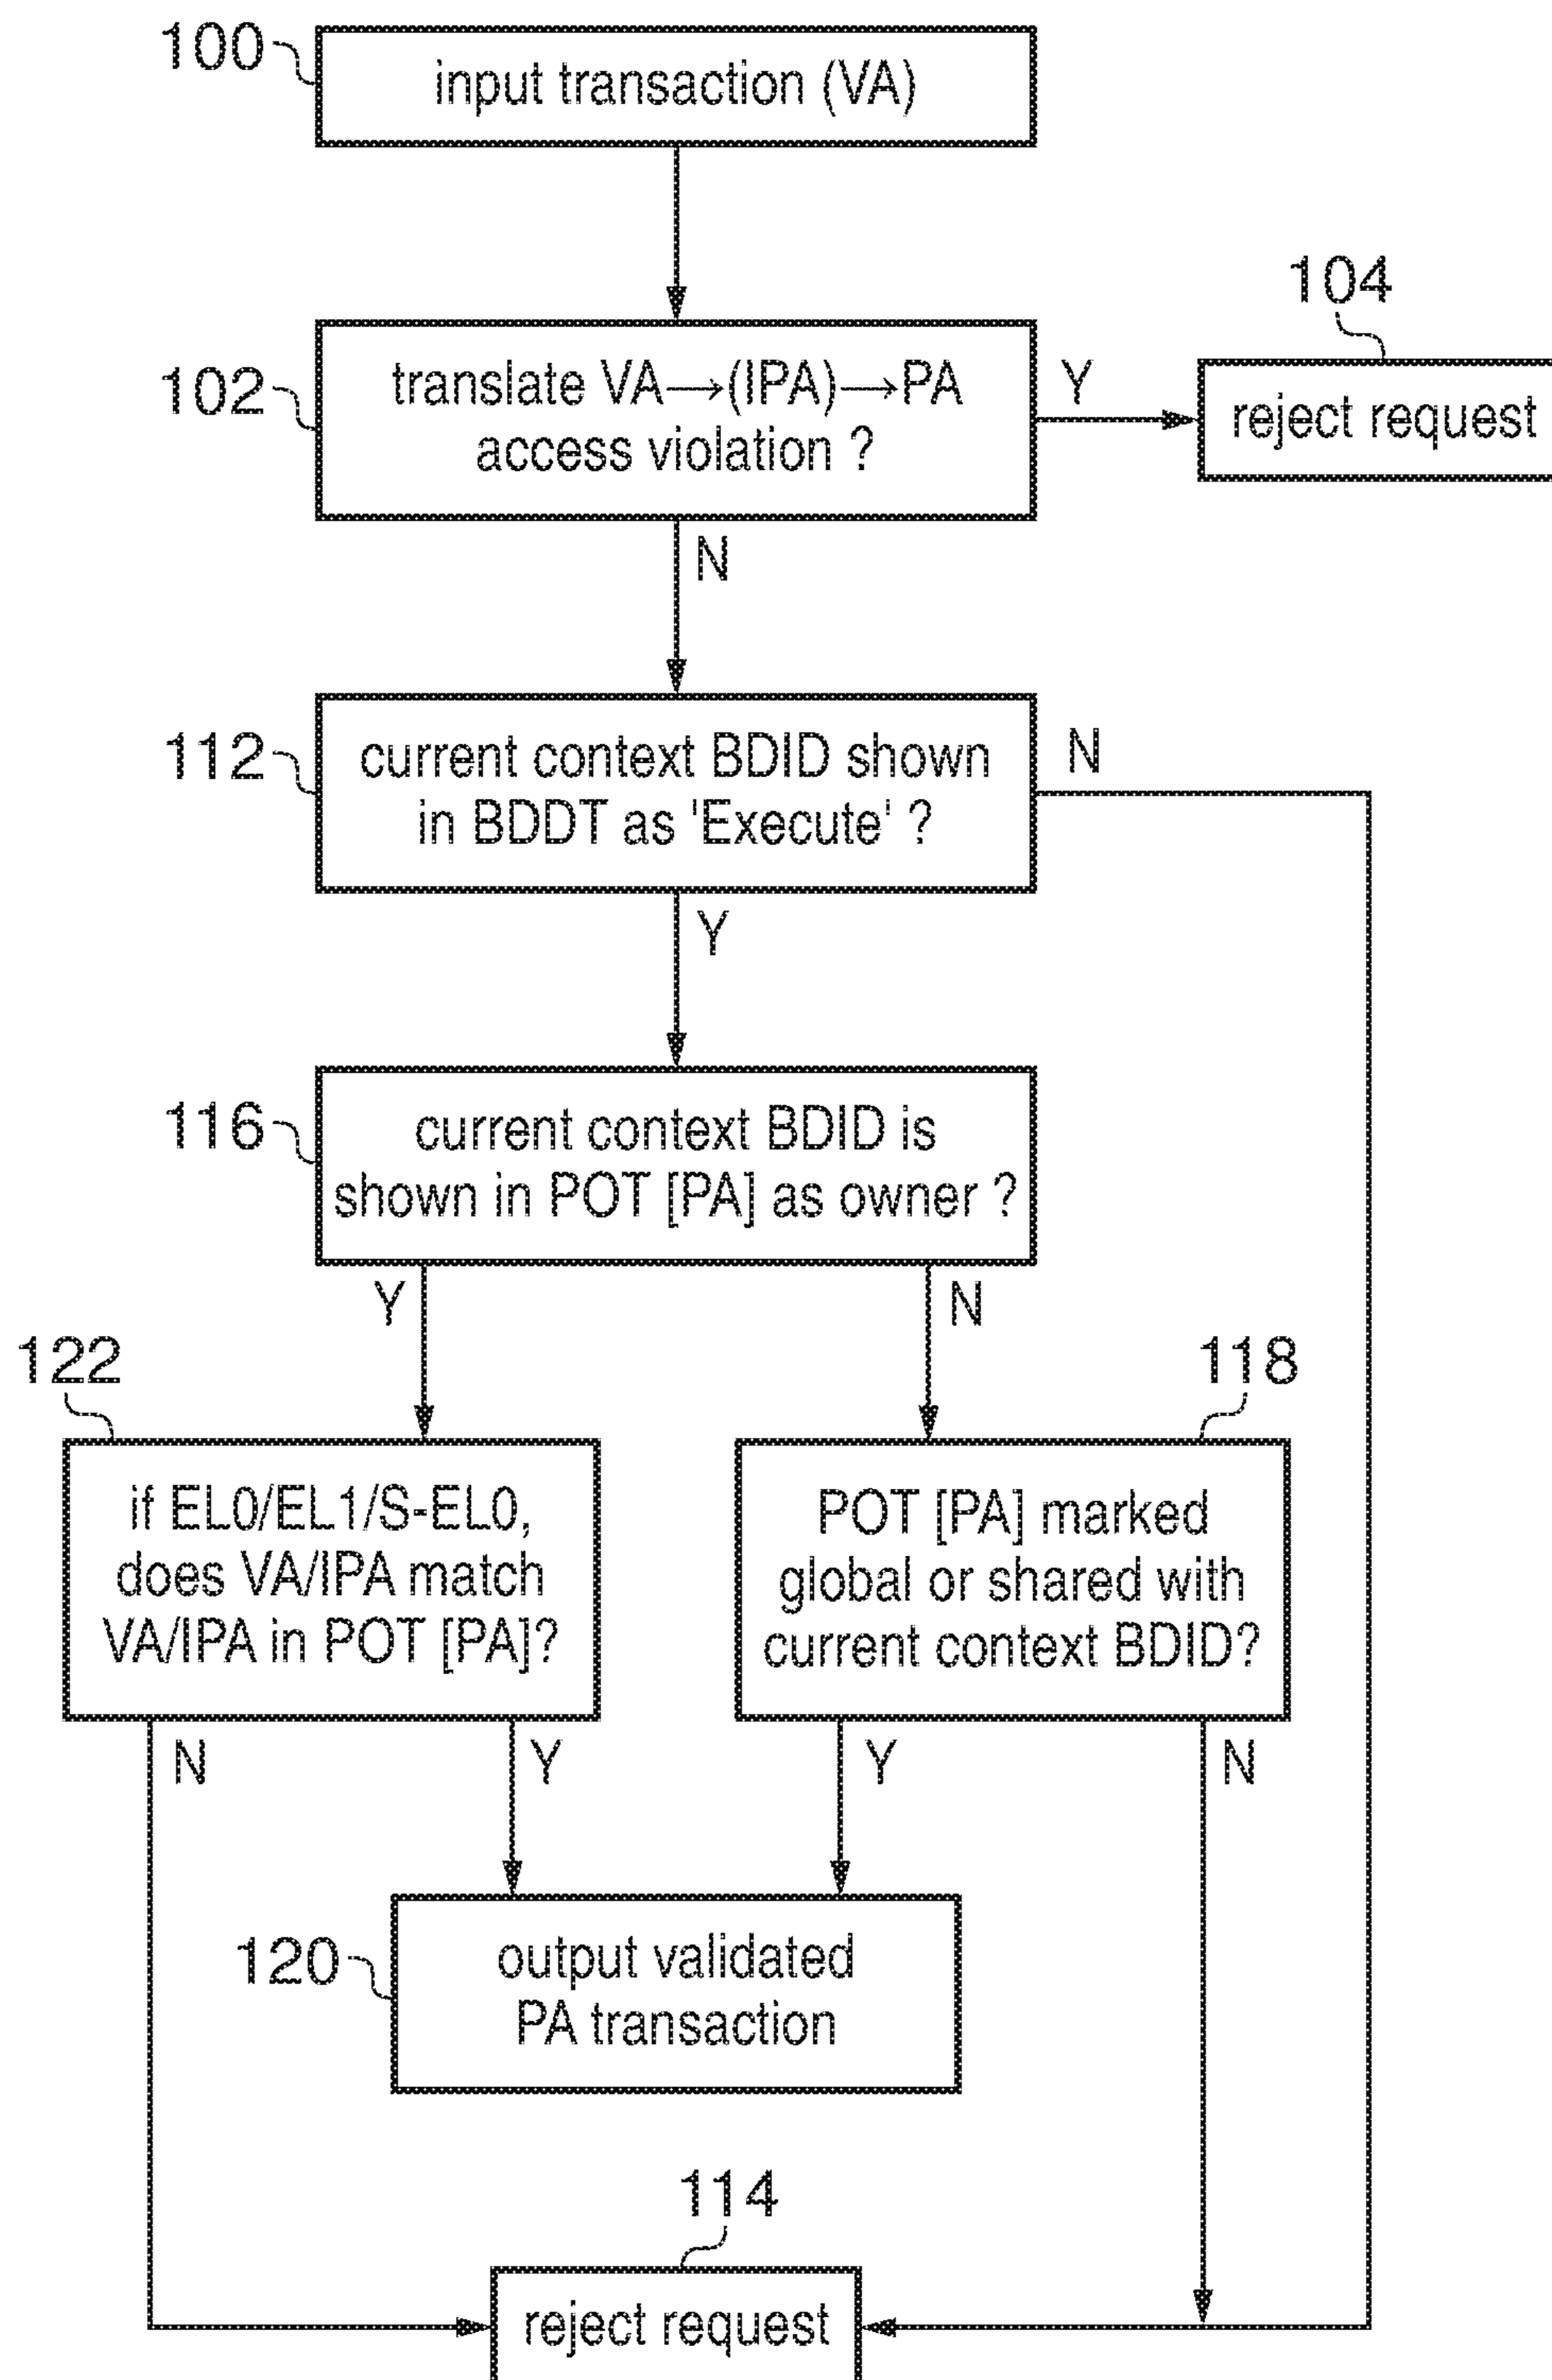 100
input transaction (VA)
104
102
translate VA→(IPA)→PA
access violation ?
Y
reject request
N
112
current context BDID shown
in BDDT as 'Execute' ?
N
Y
116
current context BDID is
shown in POT [PA] as owner ?
Y
N
122
118
if EL0/EL1/S-EL0,
does VA/IPA match
VA/IPA in POT [PA]?
POT [PA] marked
global or shared with
current context BDID?
N
Y
Y
N
120
output validated
PA transaction
114
reject request